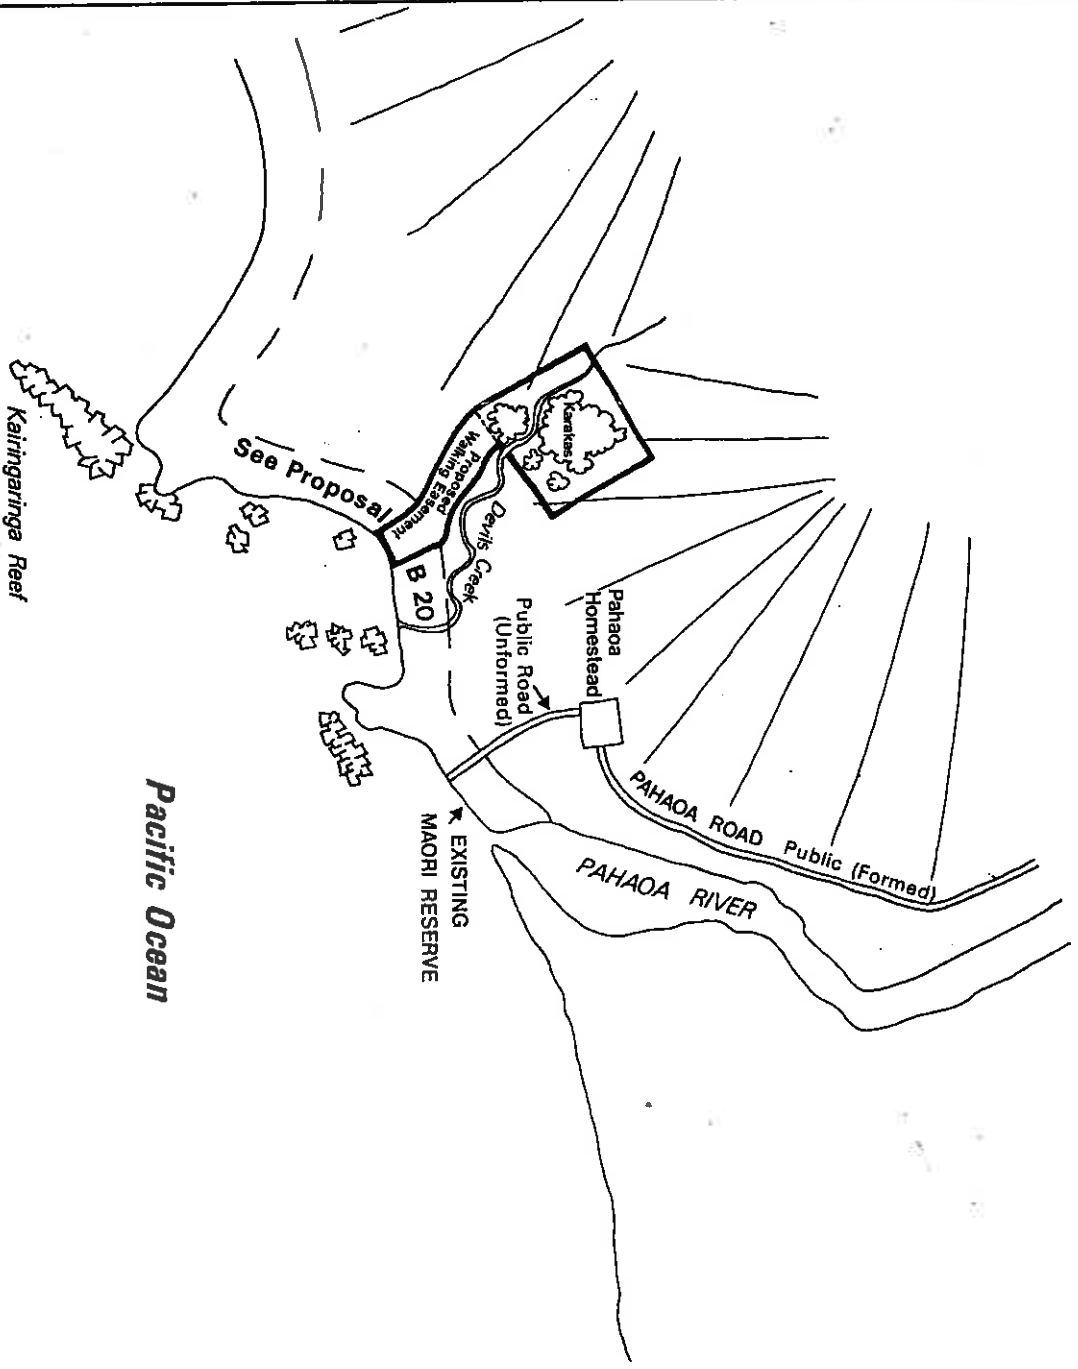 Karakas
Proposed
Walking Easement
See Proposal
Devils Creek
B 20
Pahaoa
Homestead
Public Road
(Unformed)
PAHAOA ROAD Public (Formed)
PAHAOA RIVER
EXISTING
MAORI RESERVE
Kairingaringa Reef
Pacific Ocean